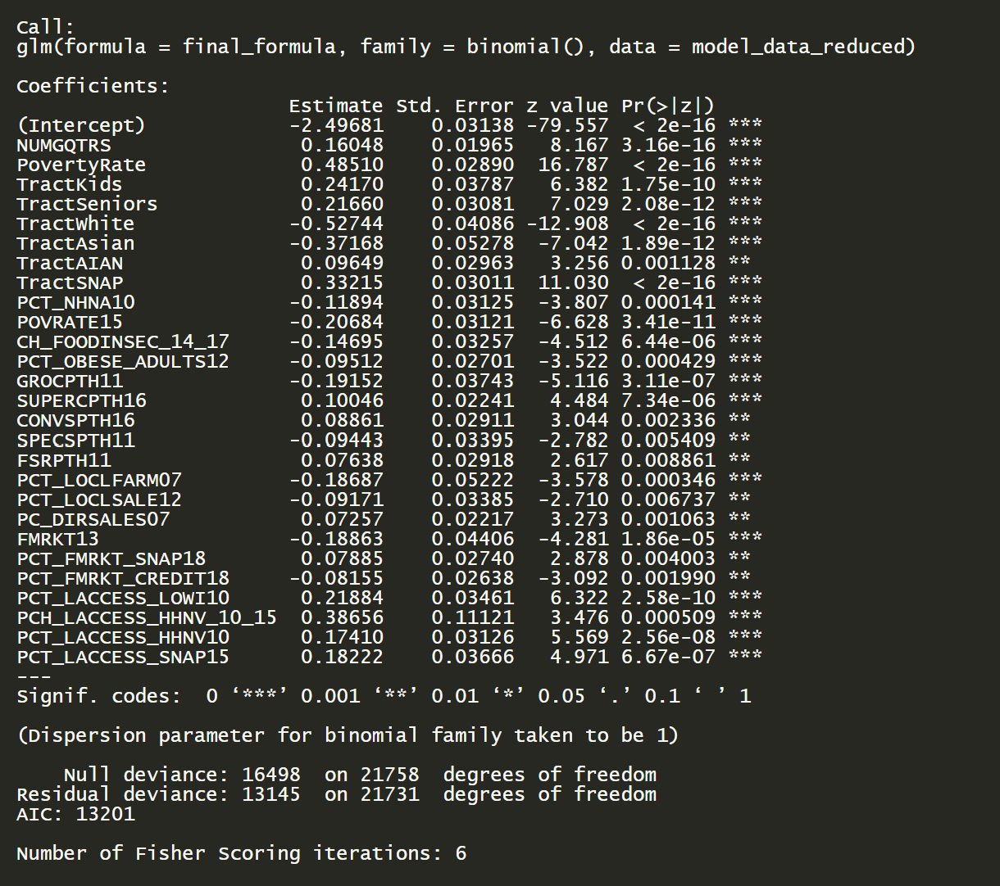 Call:
glm(formula = final_formula, family = binomial(), data = model_data_reduced)
Coefficients:
Estimate Std. Error z value Pr(>|z|)
(Intercept) -2.49681 0.03138 -79.557 < 2e-16 ***
NUMGQTRS 0.16048 0.01965 8.167 3.16e-16 ***
PovertyRate 0.48510 0.02890 16.787 < 2e-16 ***
TractKids 0.24170 0.03787 6.382 1.75e-10 ***
TractSeniors 0.21660 0.03081 7.029 2.08e-12 ***
TractWhite -0.52744 0.04086 -12.908 < 2e-16 ***
TractAsian -0.37168 0.05278 -7.042 1.89e-12 ***
TractAIAN 0.09649 0.02963 3.256 0.001128 **
TractSNAP 0.33215 0.03011 11.030 < 2e-16 ***
PCT_NHNA10 -0.11894 0.03125 -3.807 0.000141 ***
POVRATE15 -0.20684 0.03121 -6.628 3.41e-11 ***
CH_FOODINSEC_14_17 -0.14695 0.03257 -4.512 6.44e-06 ***
PCT_OBESE_ADULTS12 -0.09512 0.02701 -3.522 0.000429 ***
GROCPTH11 -0.19152 0.03743 -5.116 3.11e-07 ***
SUPERCPTH16 0.10046 0.02241 4.484 7.34e-06 ***
CONVSPTH16 0.08861 0.02911 3.044 0.002336 **
SPECSPTH11 -0.09443 0.03395 -2.782 0.005409 **
FSRPTH11 0.07638 0.02918 2.617 0.008861 **
PCT_LOCLFARM07 -0.18687 0.05222 -3.578 0.000346 ***
PCT_LOCLSALE12 -0.09171 0.03385 -2.710 0.006737 **
PC_DIRSALES07 0.07257 0.02217 3.273 0.001063 **
FMRKT13 -0.18863 0.04406 -4.281 1.86e-05 ***
PCT_FMRKT_SNAP18 0.07885 0.02740 2.878 0.004003 **
PCT_FMRKT_CREDIT18 -0.08155 0.02638 -3.092 0.001990 **
PCT_LACCESS_LOWI10 0.21884 0.03461 6.322 2.58e-10 ***
PCH_LACCESS_HHNV_10_15 0.38656 0.11121 3.476 0.000509 ***
PCT_LACCESS_HHNV10 0.17410 0.03126 5.569 2.56e-08 ***
PCT_LACCESS_SNAP15 0.18222 0.03666 4.971 6.67e-07 ***
---
Signif. codes: 0 ‘***’ 0.001 ‘**’ 0.01 ‘*’ 0.05 ‘.’ 0.1 ‘ ’ 1
(Dispersion parameter for binomial family taken to be 1)
Null deviance: 16498 on 21758 degrees of freedom
Residual deviance: 13145 on 21731 degrees of freedom
AIC: 13201
Number of Fisher Scoring iterations: 6